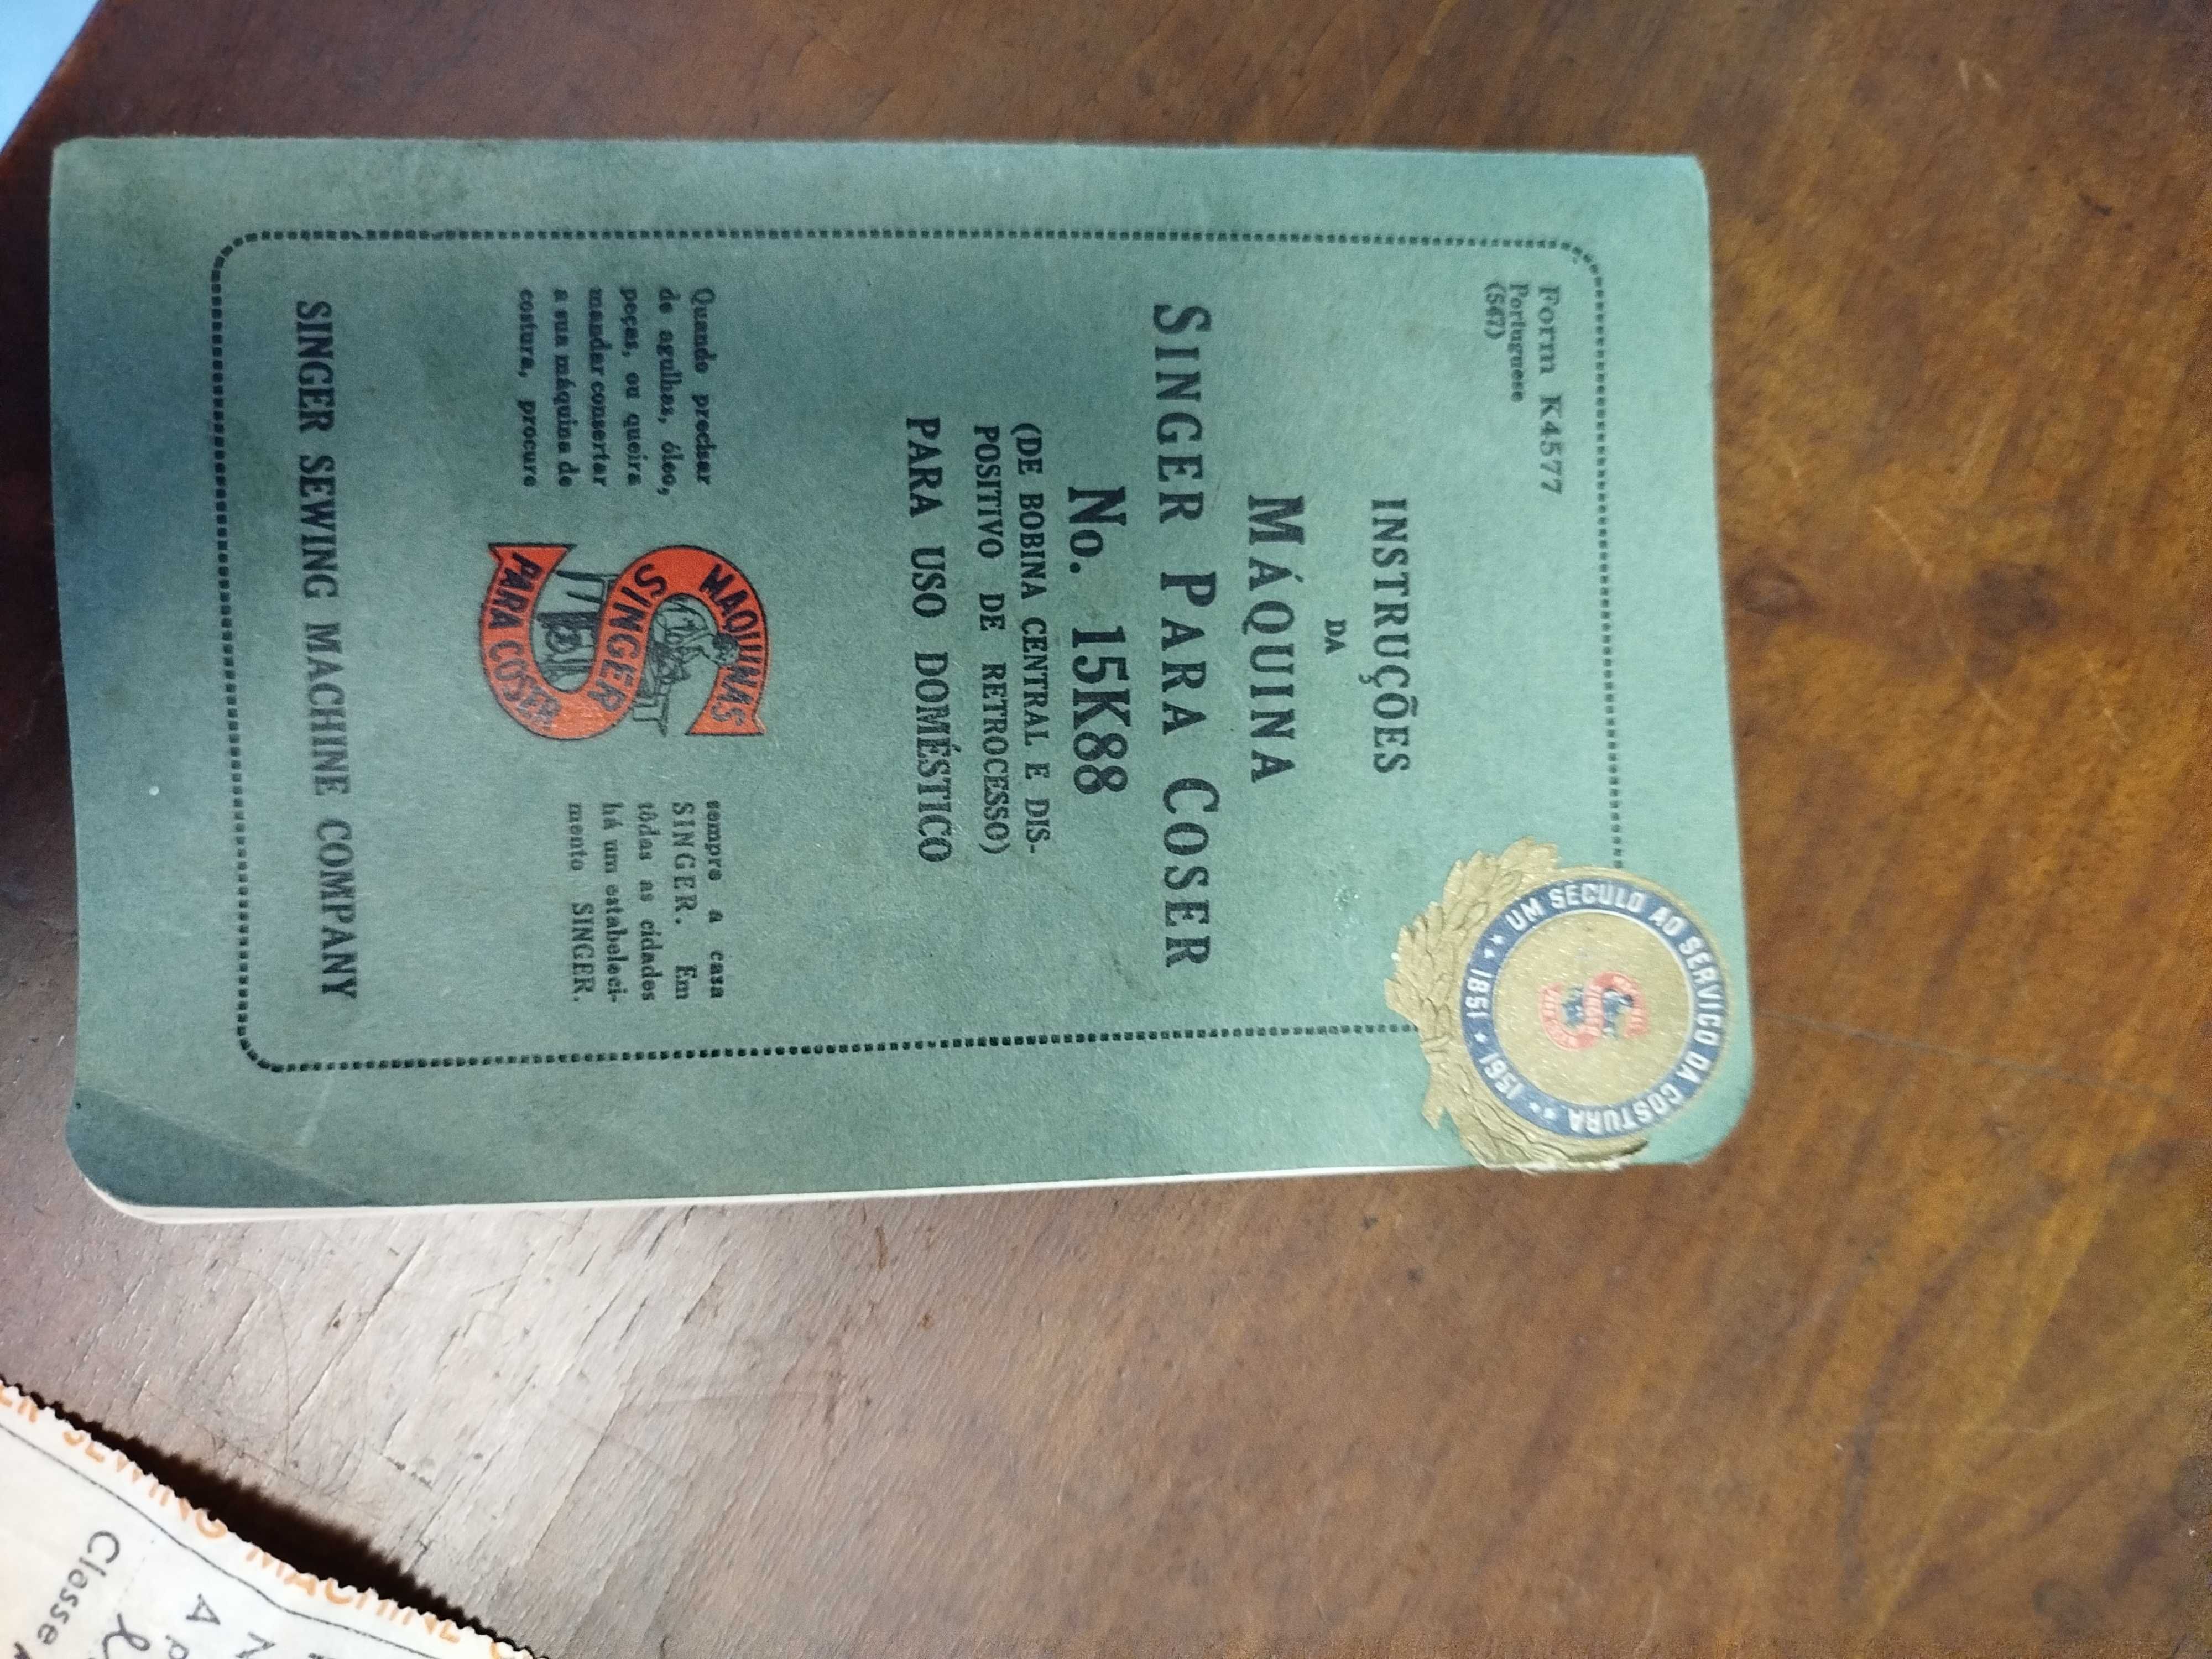 Form K4577
Portuguese
(567)
UM SECULO AO SERVIÇO DA COSTURA
1851 * 1951
INSTRUÇÕES
DA
MÁQUINA
SINGER PARA COSER
No. 15K88
(DE BOBINA CENTRAL E DIS-
POSITIVO DE RETROCESSO)
PARA USO DOMÉSTICO
Quando precisar
de agulhas, óleo,
peças, ou queira
mandar consertar
a sua máquina de
costura, procure
MAQUINAS
SINGER
PARA COSER
sempre a casa
SINGER. Em
tôdas as cidades
há um estabeleci-
mento SINGER.
SINGER SEWING MACHINE COMPANY
SEWING MACHINE
Classe